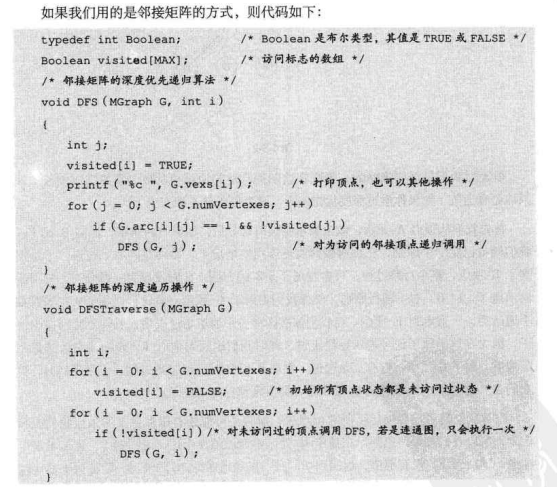 如果我们用的是邻接矩阵的方式，则代码如下：
typedef int Boolean; /* Boolean 是布尔类型，其值是 TRUE 或 FALSE */
Boolean visited[MAX]; /* 访问标志的数组 */
/* 邻接矩阵的深度优先递归算法 */
void DFS(MGraph G, int i)
{
int j;
visited[i] = TRUE;
printf("%c ", G.vexs[i]); /* 打印顶点，也可以其他操作 */
for(j = 0; j < G.numVertexes; j++)
if(G.arc[i][j] == 1 && !visited[j])
DFS(G, j); /* 对为访问的邻接顶点递归调用 */
}
/* 邻接矩阵的深度遍历操作 */
void DFSTraverse(MGraph G)
{
int i;
for(i = 0; i < G.numVertexes; i++)
visited[i] = FALSE; /* 初始所有顶点状态都是未访问过状态 */
for(i = 0; i < G.numVertexes; i++)
if(!visited[i]) /* 对未访问过的顶点调用 DFS，若是连通图，只会执行一次 */
DFS(G, i);
}